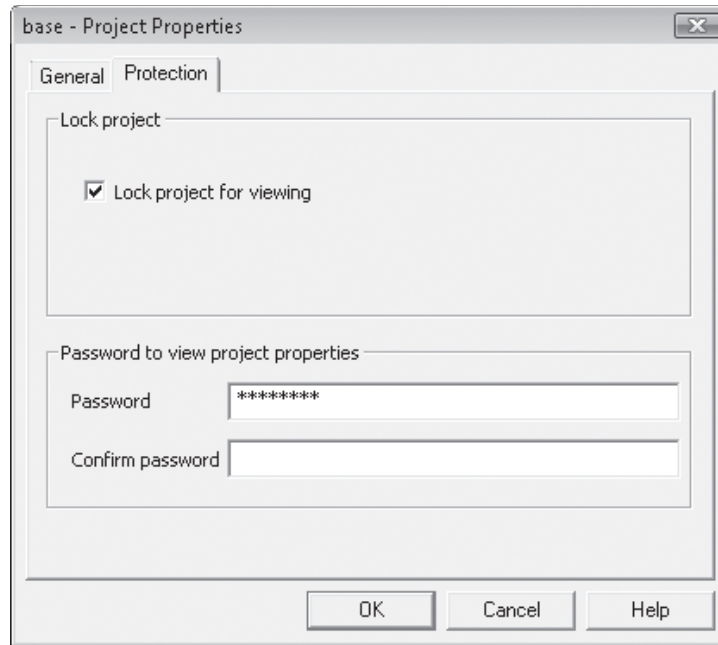 base - Project Properties
General Protection
Lock project
Lock project for viewing
Password to view project properties
Password ********
Confirm password
OK Cancel Help